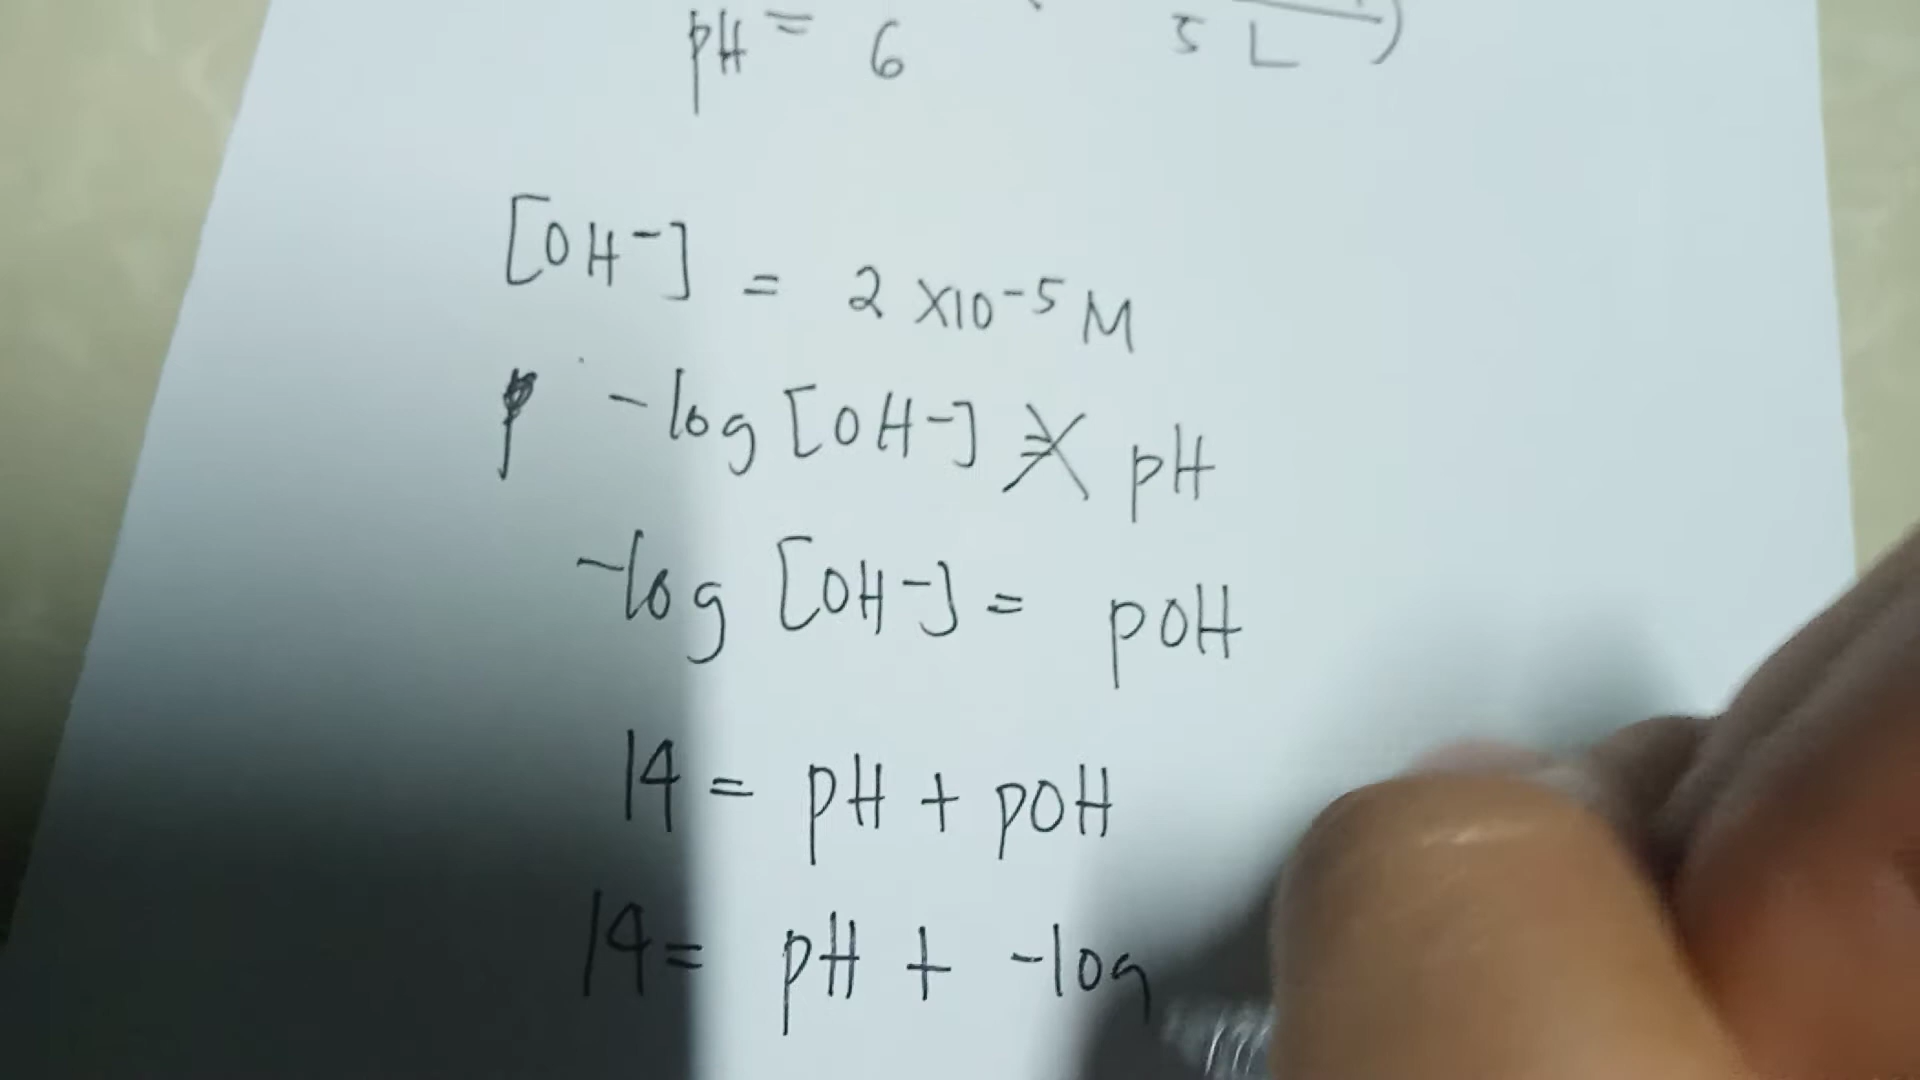 pH = 6 5 L )
[OH⁻] = 2 x10⁻⁵ M
-log [OH⁻] ≠ pH
-log [OH⁻] = pOH
14 = pH + pOH
14 = pH + -log